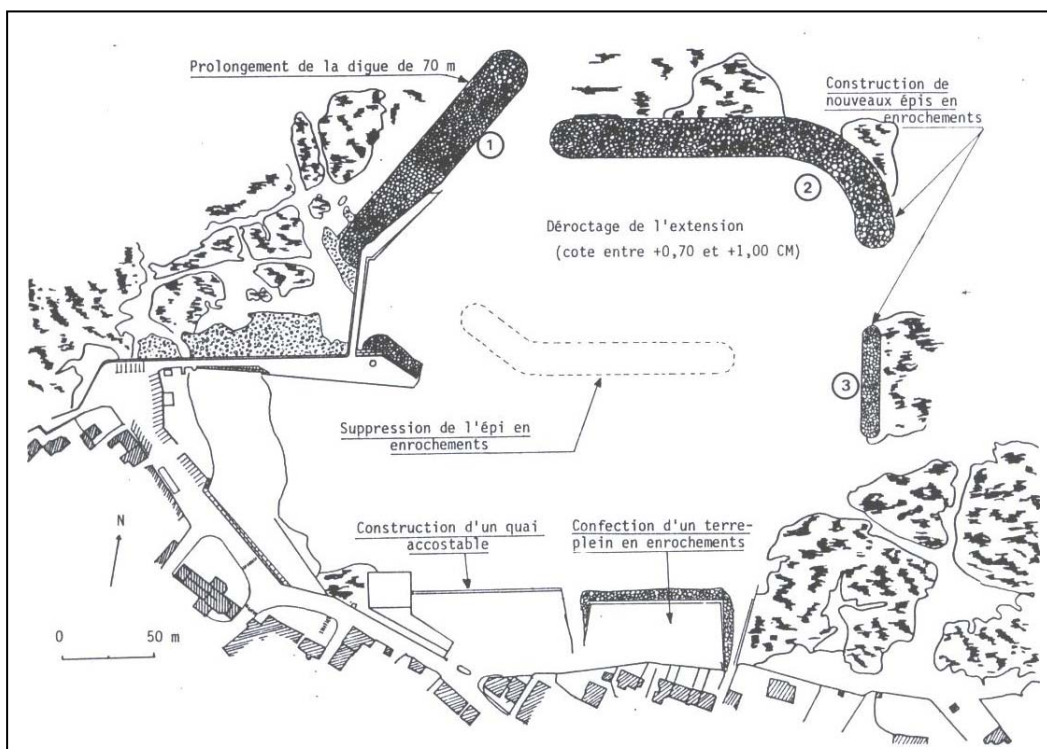 Prolongement de la digue de 70 m
1
Construction de
nouveaux épis en
enrochements
2
Déroctage de l'extension
(cote entre +0,70 et +1,00 CM)
3
Suppression de l'épi en
enrochements
Construction d'un quai
accostable
Confection d'un terre-
plein en enrochements
N
0 50 m